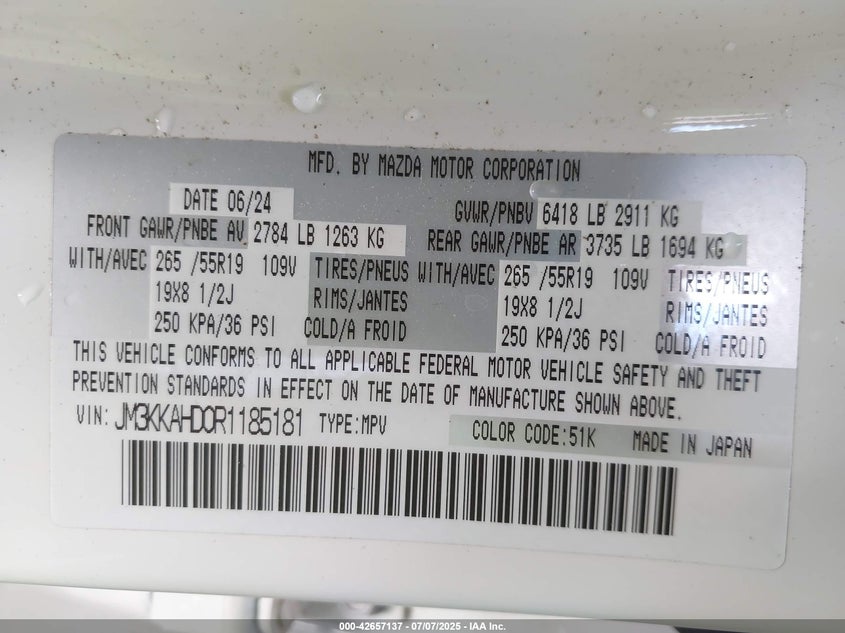 MFD. BY MAZDA MOTOR CORPORATION
DATE 06/24 GVWR/PNBV 6418 LB 2911 KG
FRONT GAWR/PNBE AV 2784 LB 1263 KG REAR GAWR/PNBE AR 3735 LB 1694 KG
WITH/AVEC 265 /55R19 109V TIRES/PNEUS WITH/AVEC 265 /55R19 109V TIRES/PNEUS
19X8 1/2J RIMS/JANTES 19X8 1/2J RIMS/JANTES
250 KPA/36 PSI COLD/A FROID 250 KPA/36 PSI COLD/A FROID
THIS VEHICLE CONFORMS TO ALL APPLICABLE FEDERAL MOTOR VEHICLE SAFETY AND THEFT
PREVENTION STANDARDS IN EFFECT ON THE DATE OF MANUFACTURE SHOWN ABOVE.
VIN: JM3KKAHD0R1185181 TYPE:MPV COLOR CODE:51K MADE IN JAPAN
000-42657137 - 07/07/2025 - IAA Inc.